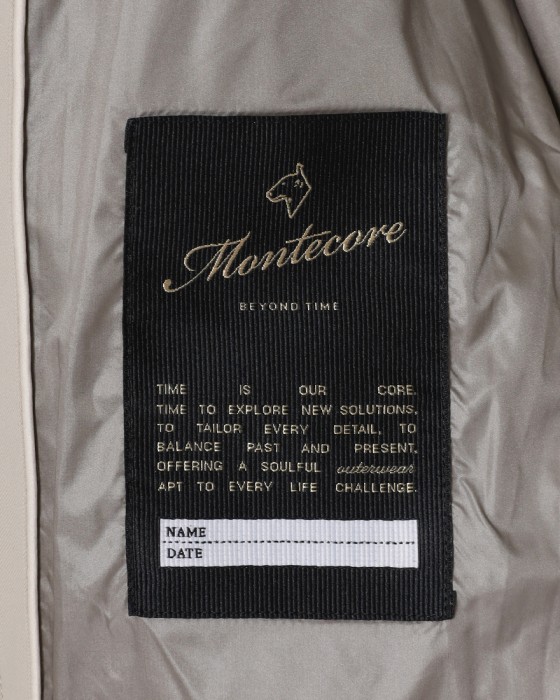 Montecore
BEYOND TIME
TIME IS OUR CORE.
TIME TO EXPLORE NEW SOLUTIONS,
TO TAILOR EVERY DETAIL, TO
BALANCE PAST AND PRESENT,
OFFERING A SOULFUL outerwear
APT TO EVERY LIFE CHALLENGE.
NAME
DATE